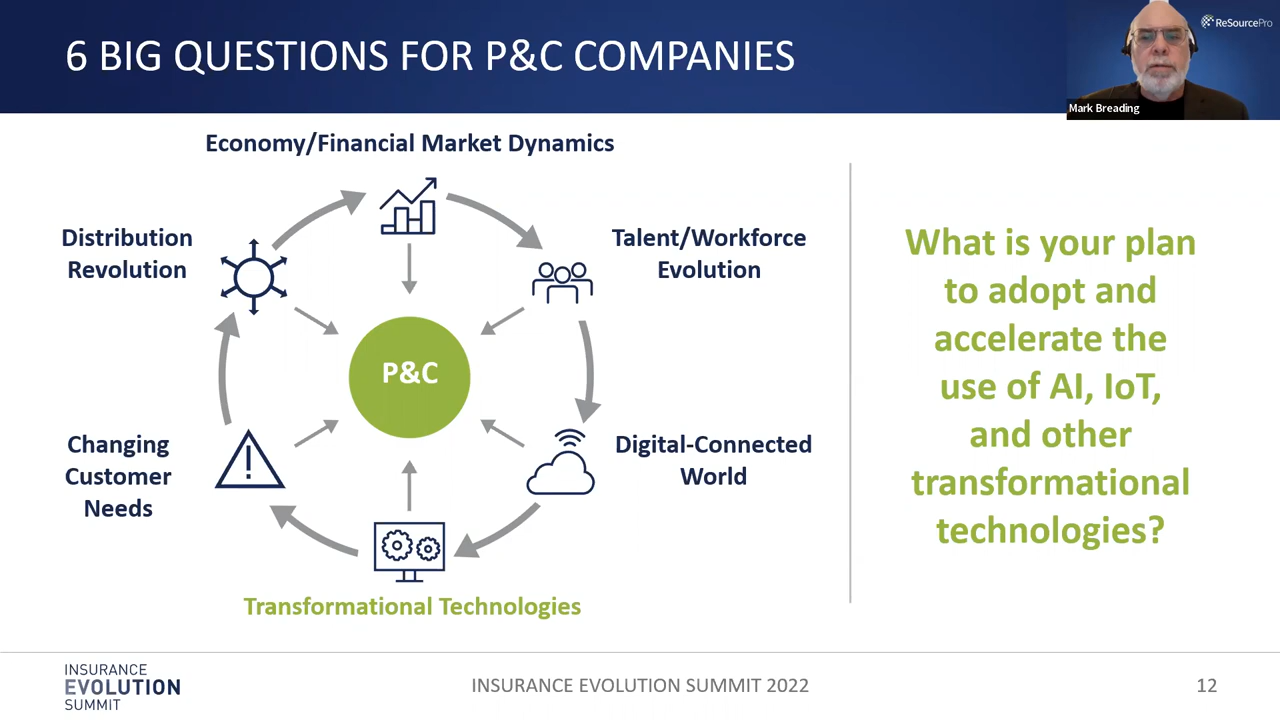 6 BIG QUESTIONS FOR P&C COMPANIES
ReSourcePro
Mark Breading
Economy/Financial Market Dynamics
Distribution
Revolution
Talent/Workforce
Evolution
P&C
Changing
Customer
Needs
Digital-Connected
World
Transformational Technologies
What is your plan
to adopt and
accelerate the
use of AI, IoT,
and other
transformational
technologies?
INSURANCE
EVOLUTION
SUMMIT
INSURANCE EVOLUTION SUMMIT 2022
12